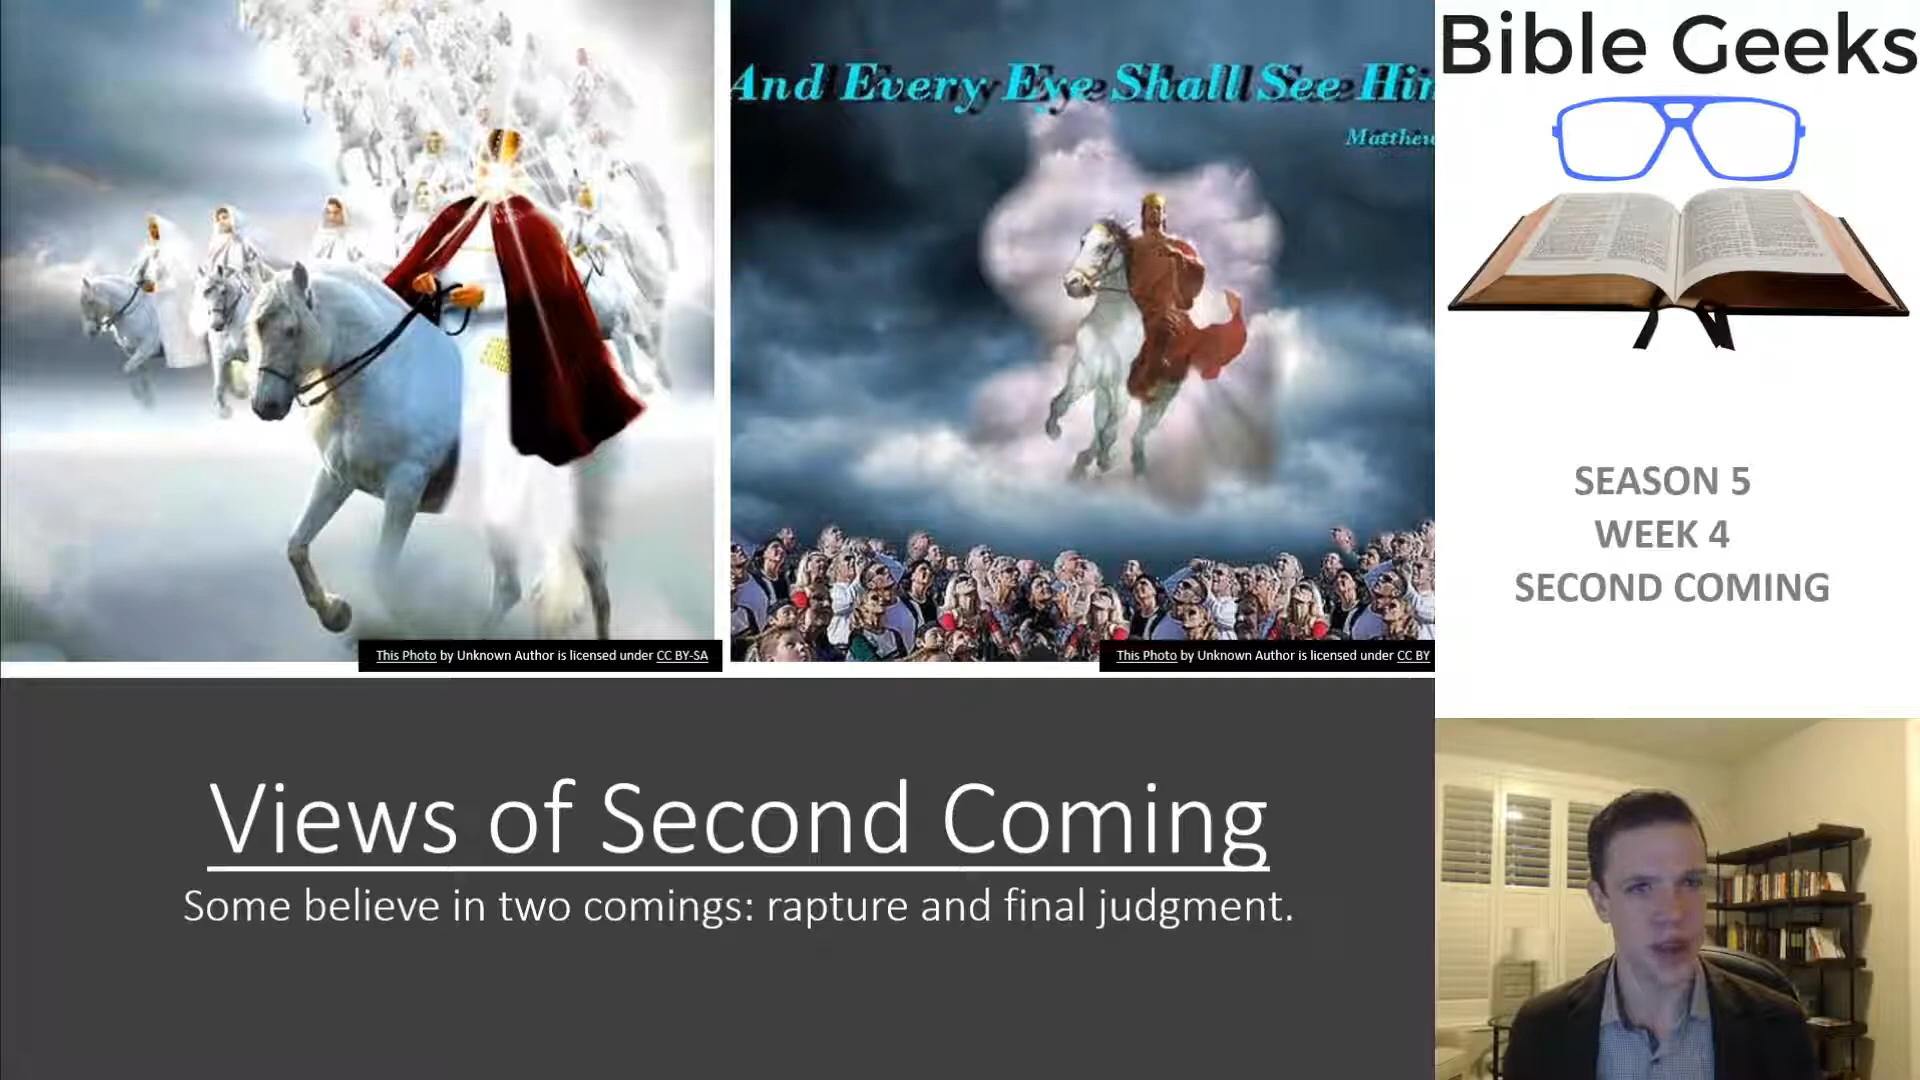 And Every Eye Shall See Him
Matthew
This Photo by Unknown Author is licensed under CC BY-SA
This Photo by Unknown Author is licensed under CC BY
Views of Second Coming
Some believe in two comings: rapture and final judgment.
Bible Geeks
SEASON 5
WEEK 4
SECOND COMING